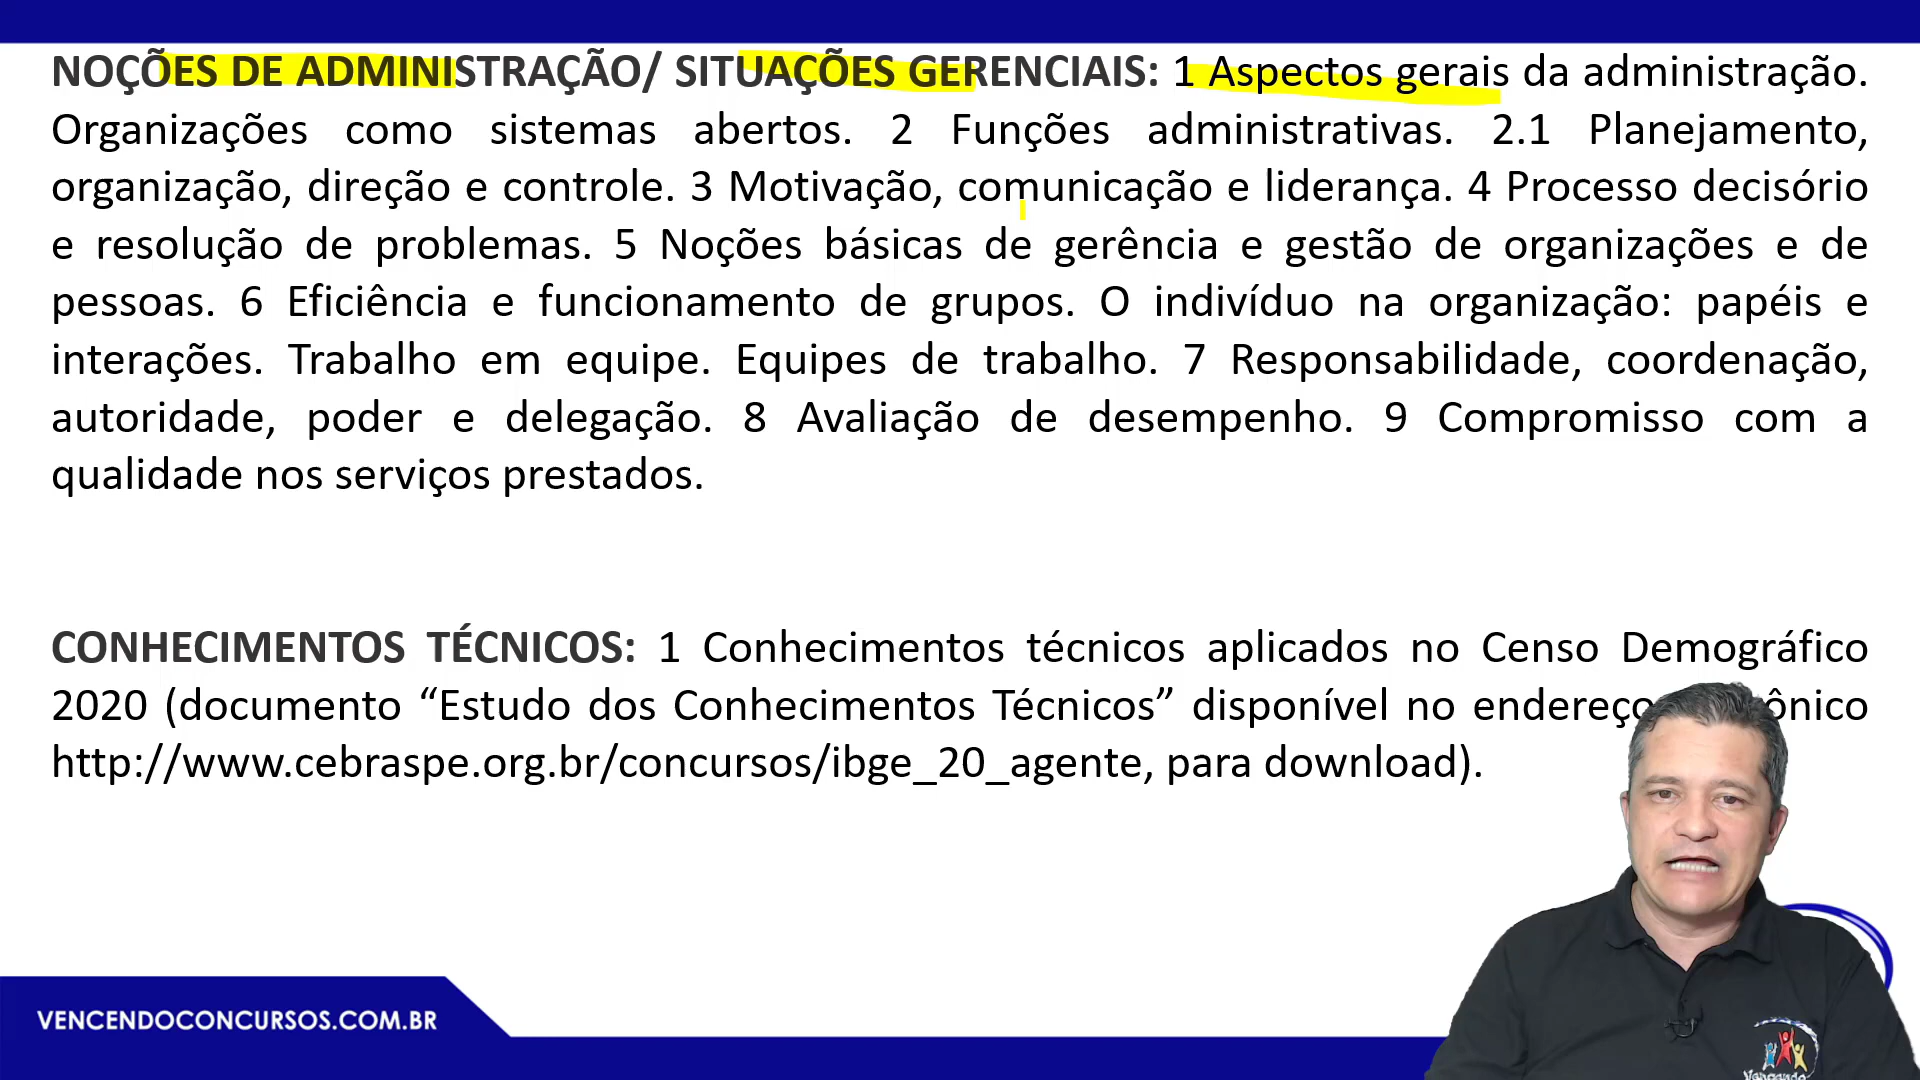 NOÇÕES DE ADMINISTRAÇÃO/ SITUAÇÕES GERENCIAIS: 1 Aspectos gerais da administração.
Organizações como sistemas abertos. 2 Funções administrativas. 2.1 Planejamento,
organização, direção e controle. 3 Motivação, comunicação e liderança. 4 Processo decisório
e resolução de problemas. 5 Noções básicas de gerência e gestão de organizações e de
pessoas. 6 Eficiência e funcionamento de grupos. O indivíduo na organização: papéis e
interações. Trabalho em equipe. Equipes de trabalho. 7 Responsabilidade, coordenação,
autoridade, poder e delegação. 8 Avaliação de desempenho. 9 Compromisso com a
qualidade nos serviços prestados.
CONHECIMENTOS TÉCNICOS: 1 Conhecimentos técnicos aplicados no Censo Demográfico
2020 (documento “Estudo dos Conhecimentos Técnicos” disponível no endereço ônico
http://www.cebraspe.org.br/concursos/ibge_20_agente, para download).
VENCENDOCONCURSOS.COM.BR